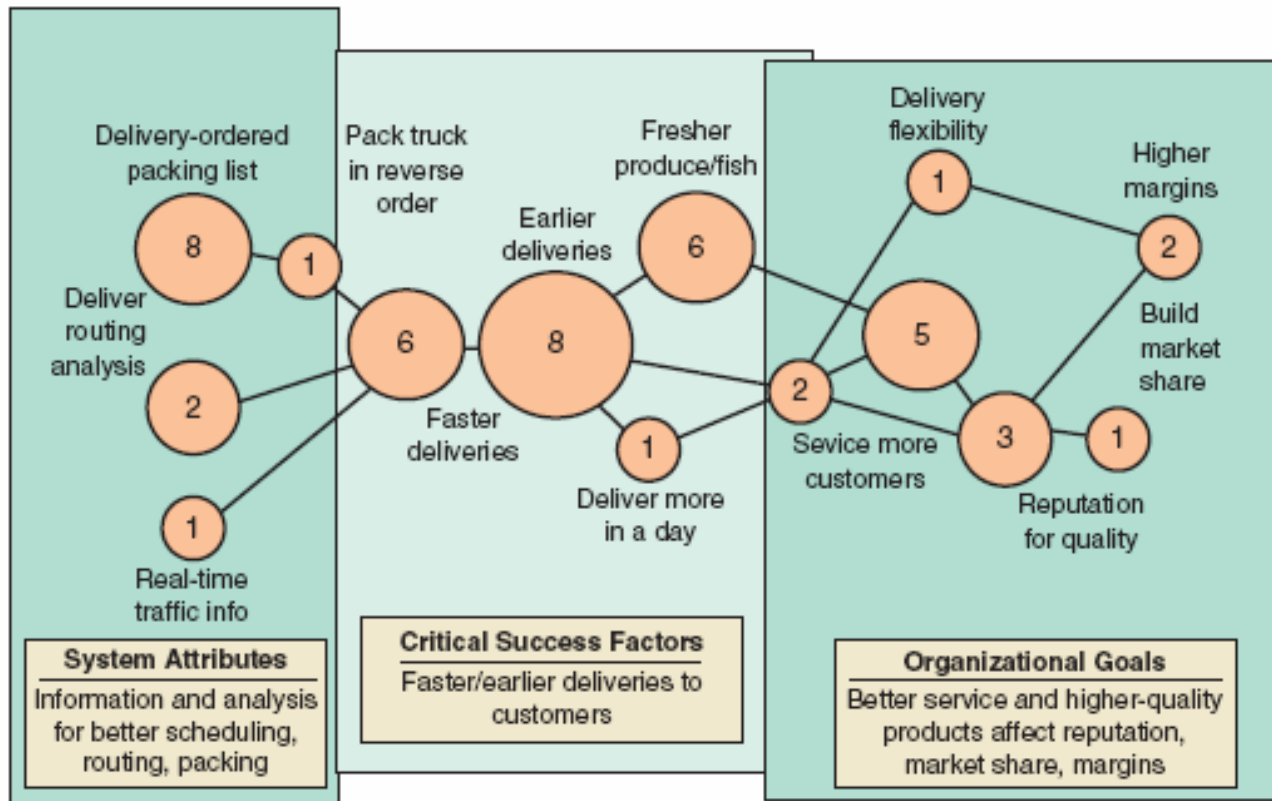 Delivery-ordered
packing list
8
1
Deliver
routing
analysis
2
1
Real-time
traffic info
System Attributes
Information and analysis
for better scheduling,
routing, packing
Pack truck
in reverse
order
6
Faster
deliveries
Earlier
deliveries
8
Fresher
produce/fish
6
1
Deliver more
in a day
Critical Success Factors
Faster/earlier deliveries to
customers
Delivery
flexibility
1
Higher
margins
2
Build
market
share
5
2
Sevice more
customers
3
1
Reputation
for quality
Organizational Goals
Better service and higher-quality
products affect reputation,
market share, margins